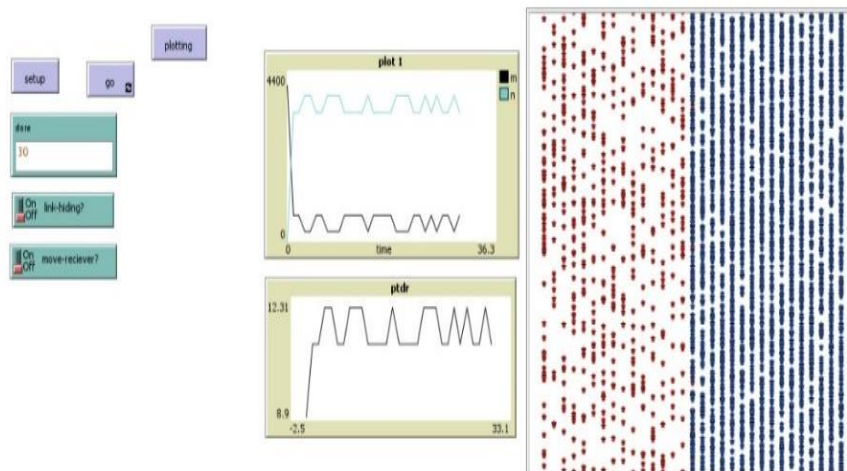 plotting
setup
go
store
30
On
Off
link-hiding?
On
Off
move-reciever?
plot 1
4400
0
0
time
36.3
m
n
ptdr
12.31
8.9
-2.5
33.1